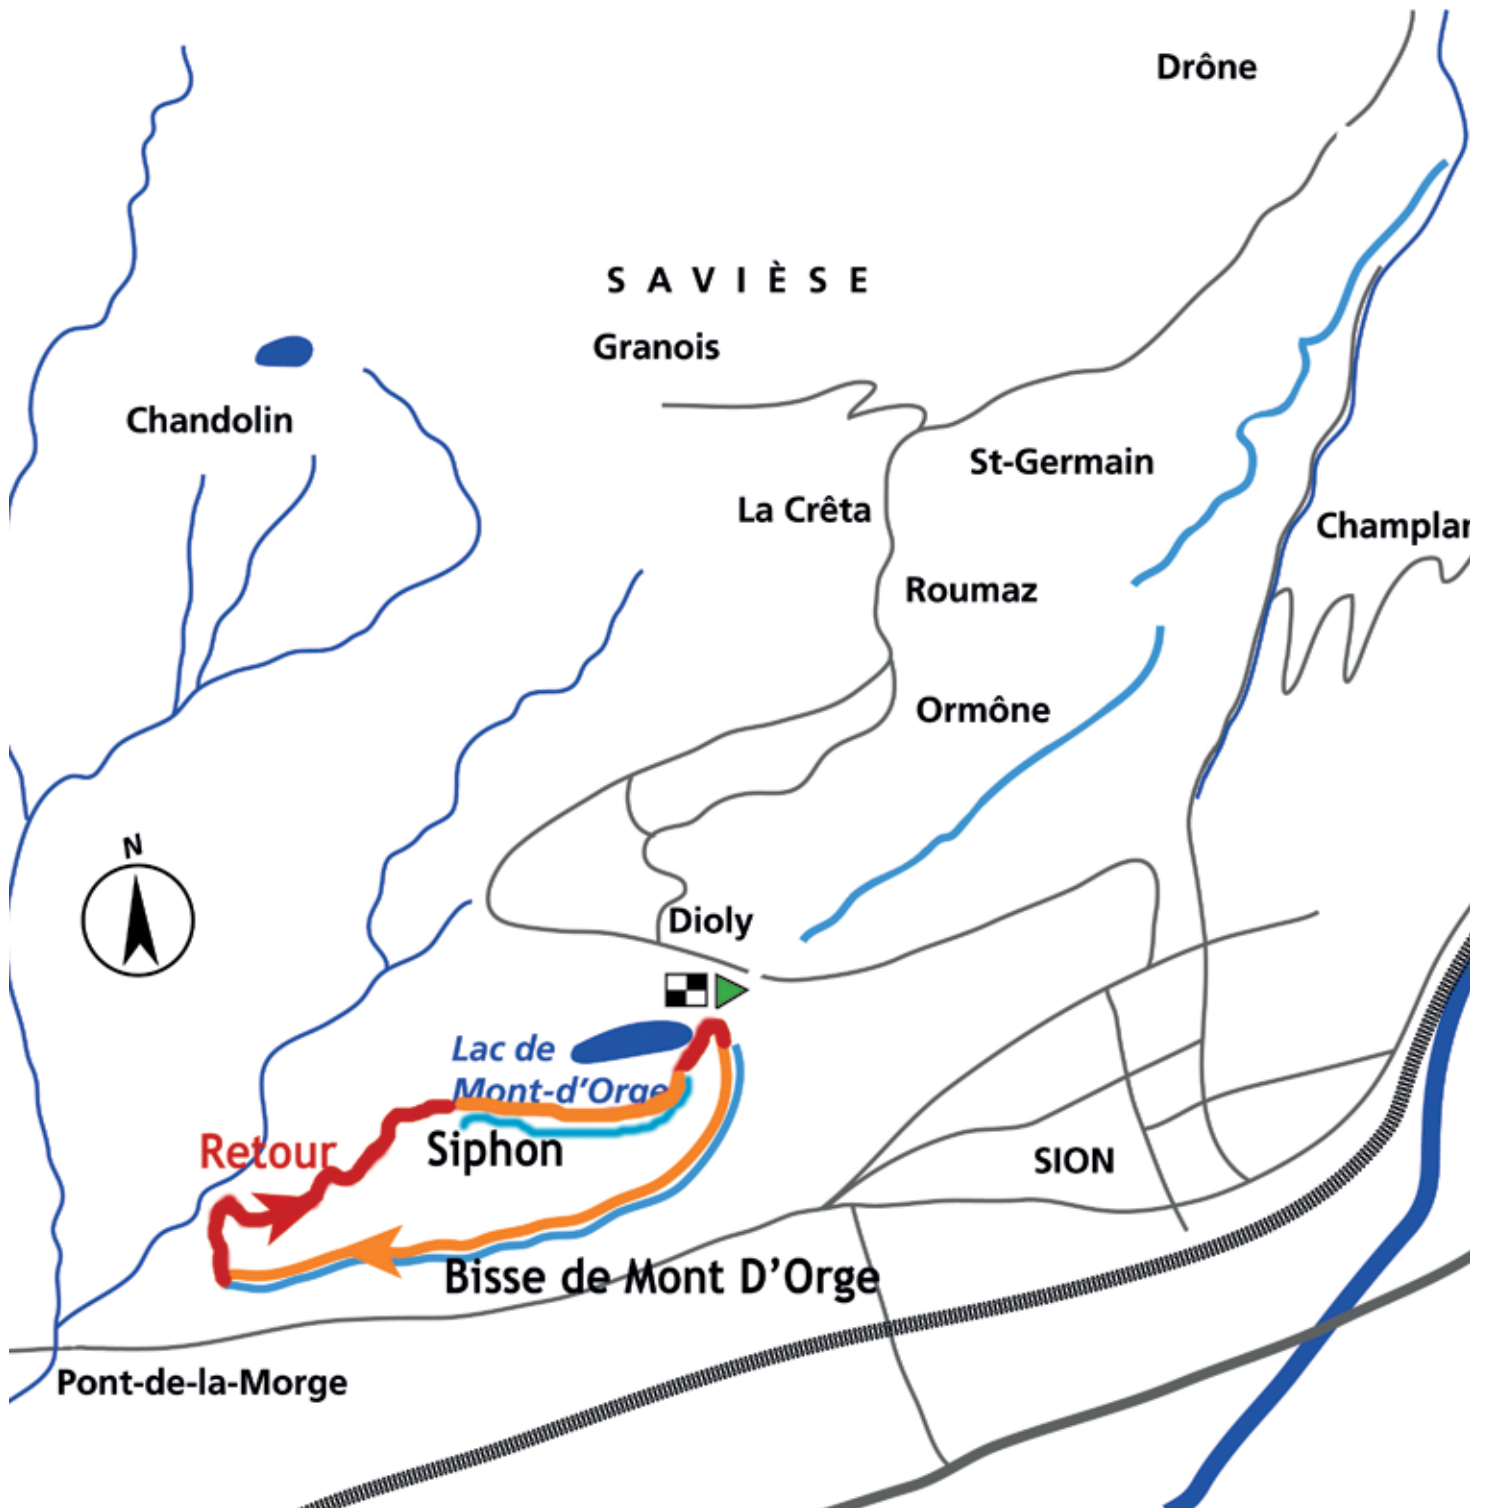 Drône
SAVIÈSE
Granois
Chandolin
St-Germain
La Crêta
Champlan
Roumaz
Ormône
N
Dioly
Lac de
Mont-d’Orge
Retour
Siphon
SION
Bisse de Mont D’Orge
Pont-de-la-Morge